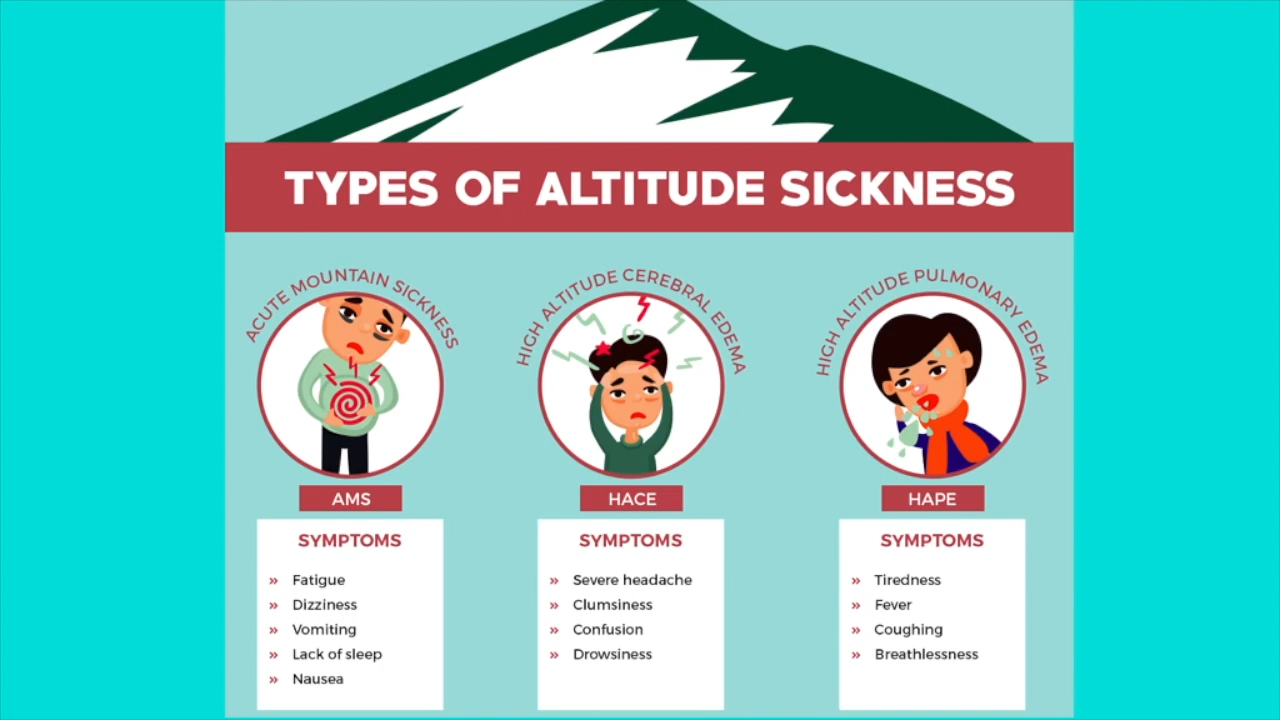 TYPES OF ALTITUDE SICKNESS
ACUTE MOUNTAIN SICKNESS
AMS
SYMPTOMS
» Fatigue
» Dizziness
» Vomiting
» Lack of sleep
» Nausea
HIGH ALTITUDE CEREBRAL EDEMA
HACE
SYMPTOMS
» Severe headache
» Clumsiness
» Confusion
» Drowsiness
HIGH ALTITUDE PULMONARY EDEMA
HAPE
SYMPTOMS
» Tiredness
» Fever
» Coughing
» Breathlessness